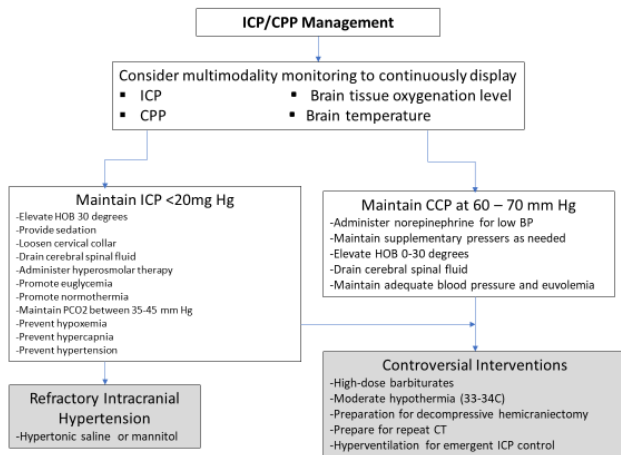 ICP/CPP Management
Consider multimodality monitoring to continuously display
▪ ICP
▪ Brain tissue oxygenation level
▪ CPP
▪ Brain temperature
Maintain ICP <20mg Hg
-Elevate HOB 30 degrees
-Provide sedation
-Loosen cervical collar
-Drain cerebral spinal fluid
-Administer hyperosmolar therapy
-Promote euglycemia
-Promote normothermia
-Maintain PCO2 between 35-45 mm Hg
-Prevent hypoxemia
-Prevent hypercapnia
-Prevent hypertension
Maintain CCP at 60 – 70 mm Hg
-Administer norepinephrine for low BP
-Maintain supplementary pressers as needed
-Elevate HOB 0-30 degrees
-Drain cerebral spinal fluid
-Maintain adequate blood pressure and euvolemia
Refractory Intracranial
Hypertension
-Hypertonic saline or mannitol
Controversial Interventions
-High-dose barbiturates
-Moderate hypothermia (33-34C)
-Preparation for decompressive hemicraniectomy
-Prepare for repeat CT
-Hyperventilation for emergent ICP control